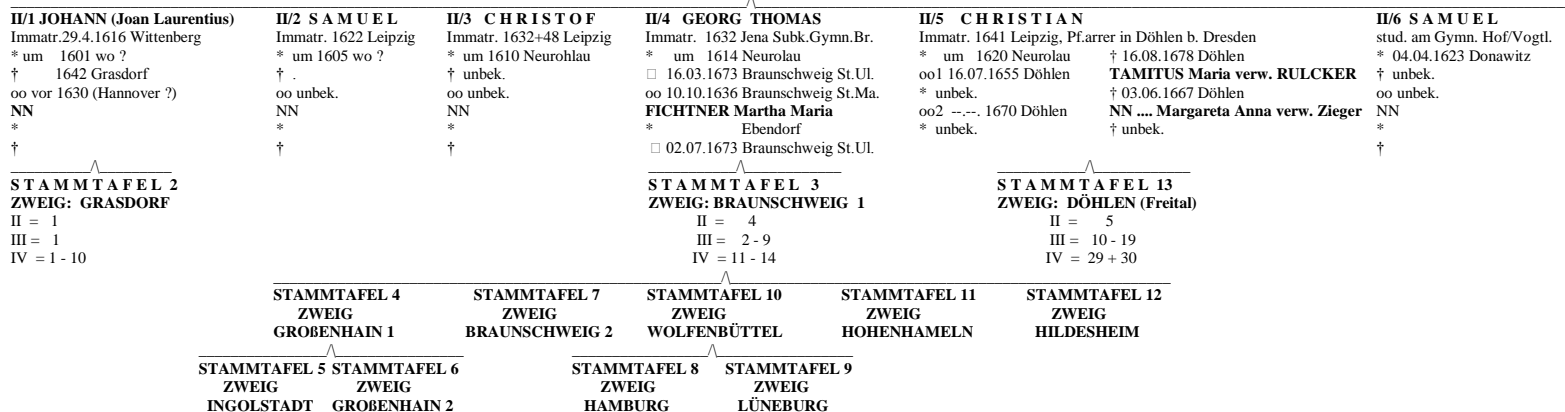 II/1 JOHANN (Joan Laurentius)
Immatr.29.4.1616 Wittenberg
* um 1601 wo ?
† 1642 Grasdorf
oo vor 1630 (Hannover ?)
NN
*
†
S T A M M T A F E L 2
ZWEIG: GRASDORF
II = 1
III = 1
IV = 1 - 10
II/2 S A M U E L
Immatr. 1622 Leipzig
* um 1605 wo ?
† .
oo unbek.
NN
*
†
II/3 C H R I S T O F
Immatr. 1632+48 Leipzig
* um 1610 Neurohlau
† unbek.
oo unbek.
NN
*
†
II/4 GEORG THOMAS
Immatr. 1632 Jena Subk.Gymn.Br.
* um 1614 Neurolau
□ 16.03.1673 Braunschweig St.Ul.
oo 10.10.1636 Braunschweig St.Ma.
FICHTNER Martha Maria
* Ebendorf
□ 02.07.1673 Braunschweig St.Ul.
S T A M M T A F E L 3
ZWEIG: BRAUNSCHWEIG 1
II = 4
III = 2 - 9
IV = 11 - 14
II/5 C H R I S T I A N
Immatr. 1641 Leipzig, Pf.arrer in Döhlen b. Dresden
* um 1620 Neurolau † 16.08.1678 Döhlen
oo1 16.07.1655 Döhlen TAMITUS Maria verw. RULCKER
* unbek. † 03.06.1667 Döhlen
oo2 --.--. 1670 Döhlen NN .... Margareta Anna verw. Zieger
* unbek. † unbek.
S T A M M T A F E L 13
ZWEIG: DÖHLEN (Freital)
II = 5
III = 10 - 19
IV = 29 + 30
II/6 S A M U E L
stud. am Gymn. Hof/Vogtl.
* 04.04.1623 Donawitz
† unbek.
oo unbek.
NN
*
†
STAMMTAFEL 4
ZWEIG
GROßENHAIN 1
STAMMTAFEL 7
ZWEIG
BRAUNSCHWEIG 2
STAMMTAFEL 10
ZWEIG
WOLFENBÜTTEL
STAMMTAFEL 11
ZWEIG
HOHENHAMELN
STAMMTAFEL 12
ZWEIG
HILDESHEIM
STAMMTAFEL 5
ZWEIG
INGOLSTADT
STAMMTAFEL 6
ZWEIG
GROßENHAIN 2
STAMMTAFEL 8
ZWEIG
HAMBURG
STAMMTAFEL 9
ZWEIG
LÜNEBURG